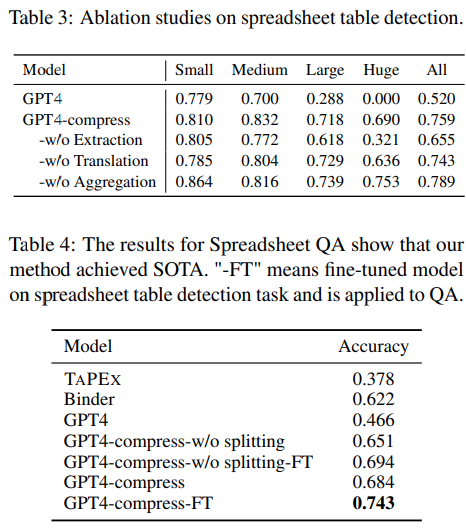 Table 3: Ablation studies on spreadsheet table detection.
Model Small Medium Large Huge All
GPT4 0.779 0.700 0.288 0.000 0.520
GPT4-compress 0.810 0.832 0.718 0.690 0.759
-w/o Extraction 0.805 0.772 0.618 0.321 0.655
-w/o Translation 0.785 0.804 0.729 0.636 0.743
-w/o Aggregation 0.864 0.816 0.739 0.753 0.789
Table 4: The results for Spreadsheet QA show that our
method achieved SOTA. "-FT" means fine-tuned model
on spreadsheet table detection task and is applied to QA.
Model Accuracy
TAPEX 0.378
Binder 0.622
GPT4 0.466
GPT4-compress-w/o splitting 0.651
GPT4-compress-w/o splitting-FT 0.694
GPT4-compress 0.684
GPT4-compress-FT 0.743